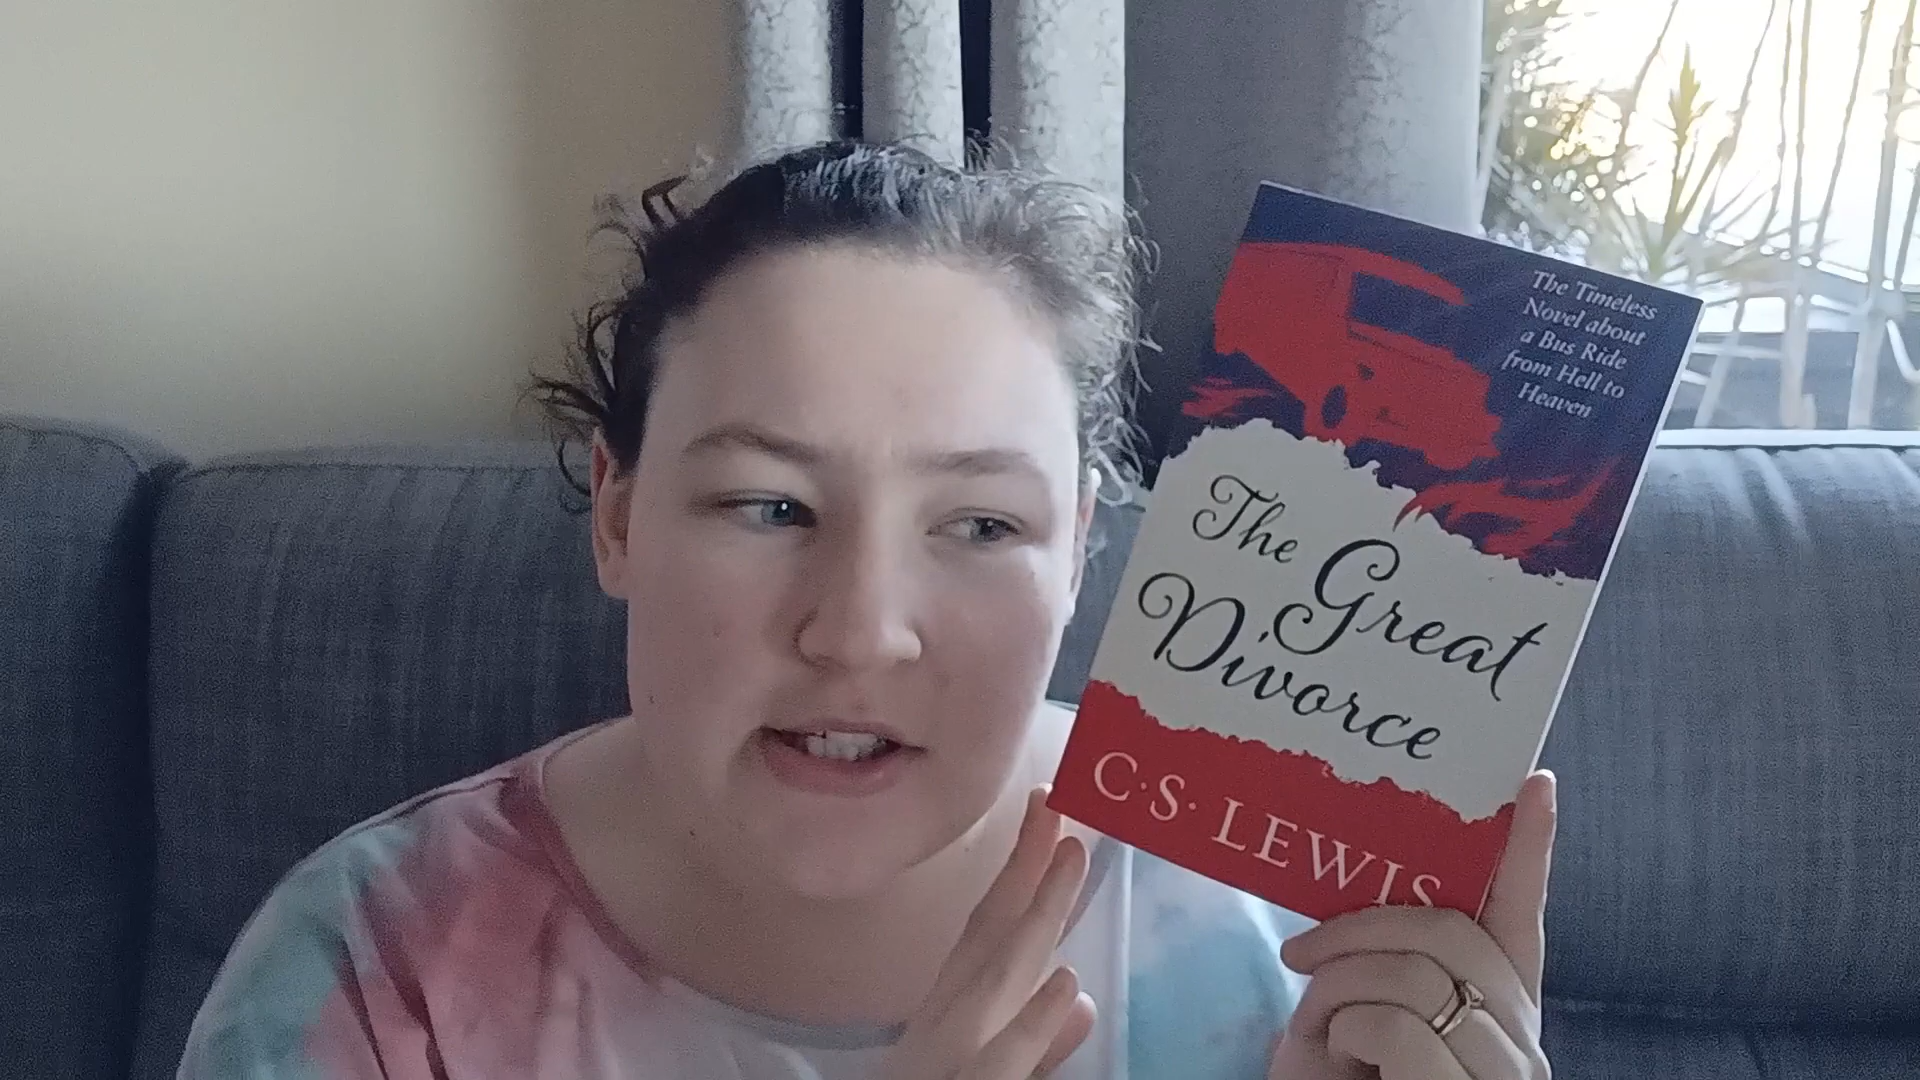 The Timeless
Novel about
a Bus Ride
from Hell to
Heaven
The Great
Divorce
C·S· LEWIS